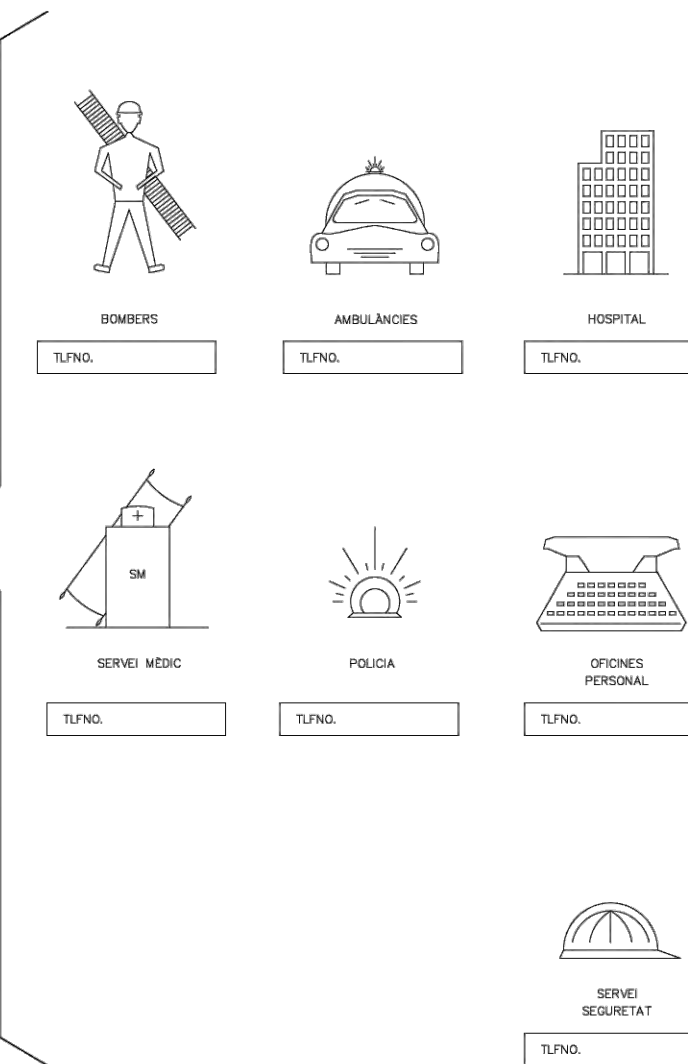 BOMBERS
AMBULÀNCIES
HOSPITAL
TLFNO.
TLFNO.
TLFNO.
SM
SERVEI MÈDIC
POLICIA
OFICINES
PERSONAL
TLFNO.
TLFNO.
TLFNO.
SERVEI
SEGURETAT
TLFNO.